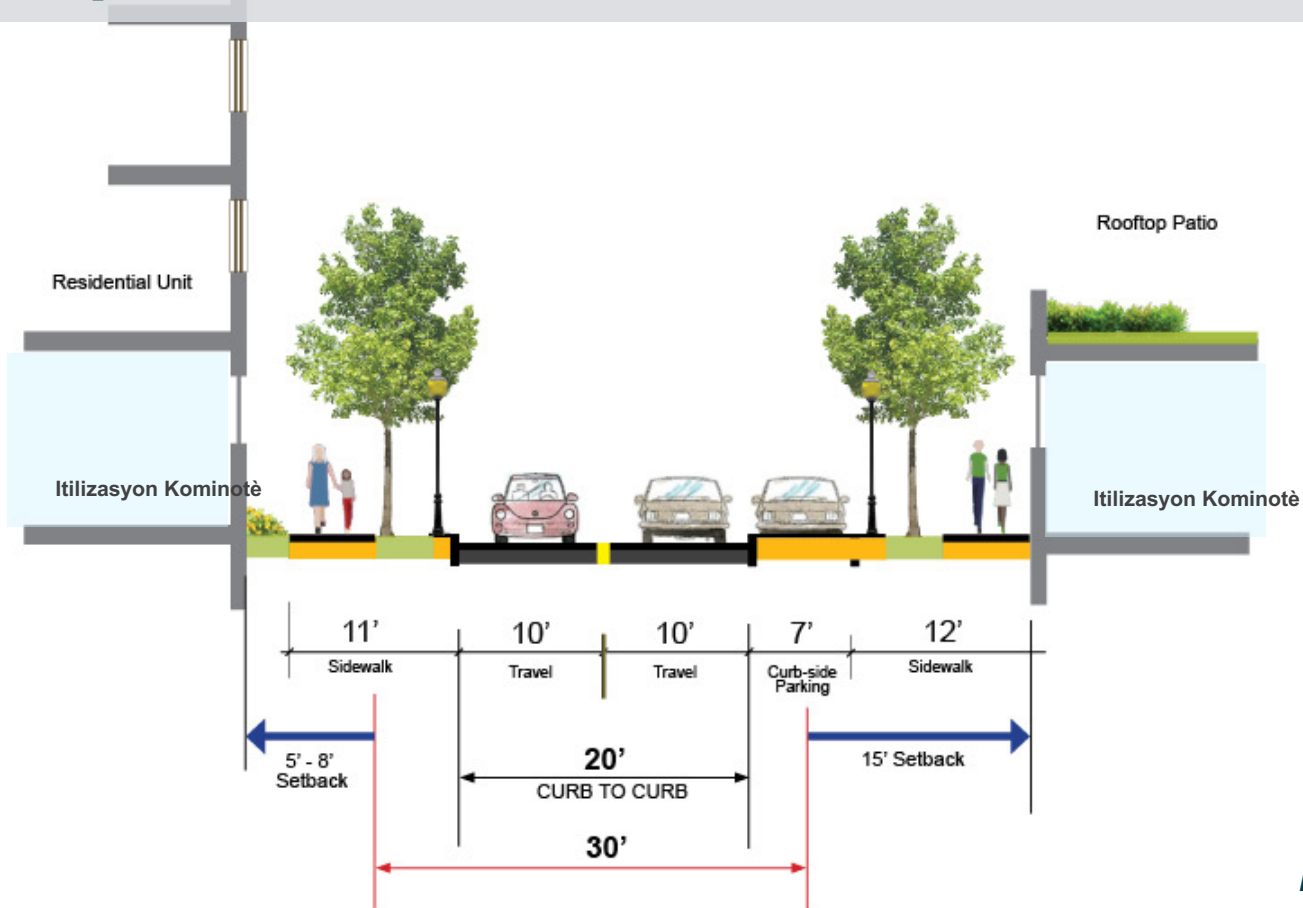 Rooftop Patio
Residential Unit
Itilizasyon Kominotè
Itilizasyon Kominotè
11’
10’
10’
7’
12’
Sidewalk
Travel
Travel
Curb-side
Parking
Sidewalk
5’ - 8’
Setback
20’
CURB TO CURB
15’ Setback
30’